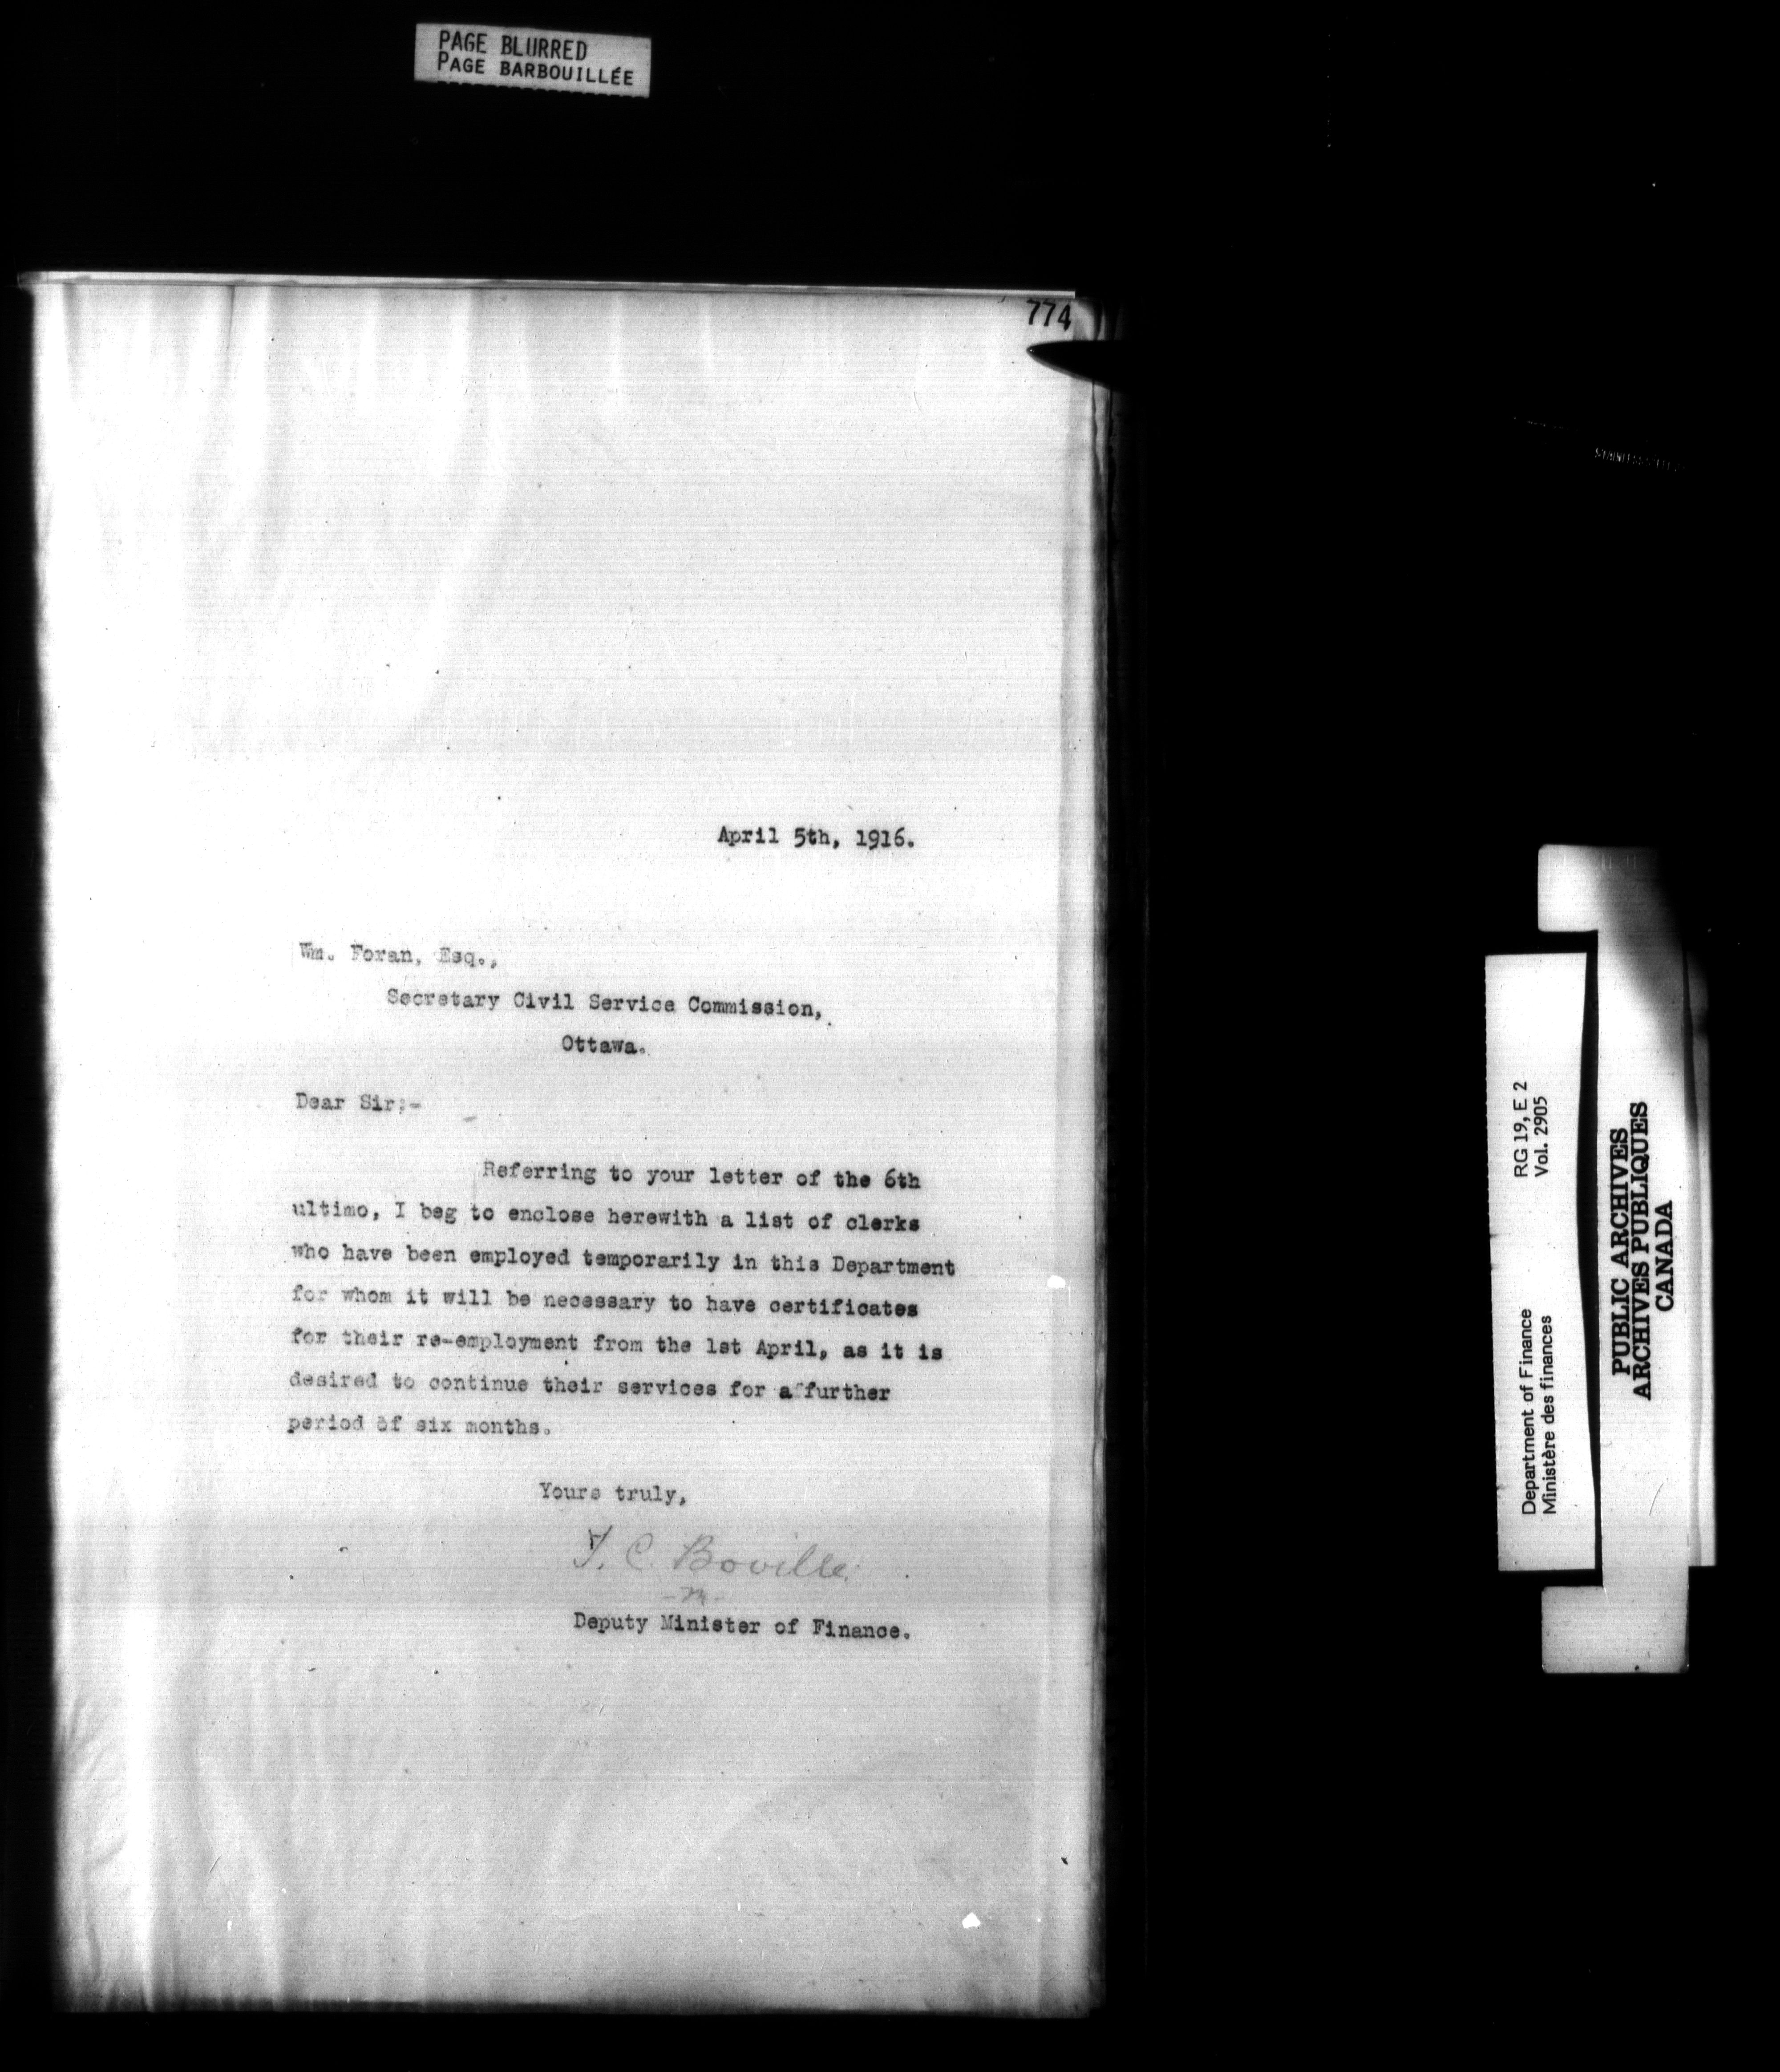 PAGE BLURRED
PAGE BARBOUILLÉE
774
April 5th, 1916.
Wm. Foran, Esq.,
Secretary Civil Service Commission,
Ottawa.
Dear Sir:-
Referring to your letter of the 6th
ultimo, I beg to enclose herewith a list of clerks
who have been employed temporarily in this Department
for whom it will be necessary to have certificates
for their re-employment from the 1st April, as it is
desired to continue their services for a further
period of six months.
Yours truly,
T. C. Boville.
Deputy Minister of Finance.
RG 19, E 2
Vol. 2905
Department of Finance
Ministère des finances
PUBLIC ARCHIVES
ARCHIVES PUBLIQUES
CANADA